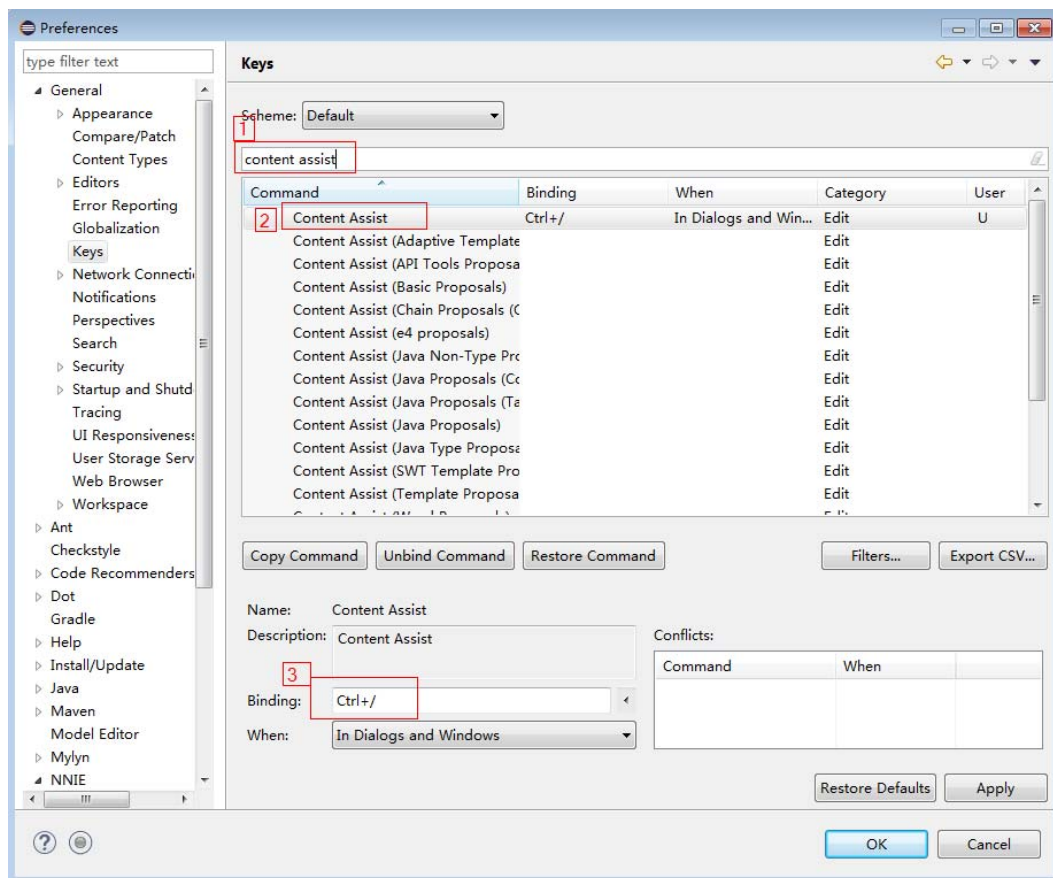 Preferences
type filter text
General
Appearance
Compare/Patch
Content Types
Editors
Error Reporting
Globalization
Keys
Network Connecti
Notifications
Perspectives
Search
Security
Startup and Shutd
Tracing
UI Responsiveness
User Storage Serv
Web Browser
Workspace
Ant
Checkstyle
Code Recommenders
Dot
Gradle
Help
Install/Update
Java
Maven
Model Editor
Mylyn
NNIE
Keys
Scheme: Default
1
content assist
Command Binding When Category User
2 Content Assist Ctrl+/ In Dialogs and Win... Edit U
Content Assist (Adaptive Template Edit
Content Assist (API Tools Proposa Edit
Content Assist (Basic Proposals) Edit
Content Assist (Chain Proposals (C Edit
Content Assist (e4 proposals) Edit
Content Assist (Java Non-Type Pro Edit
Content Assist (Java Proposals (Co Edit
Content Assist (Java Proposals (Ta Edit
Content Assist (Java Proposals) Edit
Content Assist (Java Type Proposa Edit
Content Assist (SWT Template Pro Edit
Content Assist (Template Proposa Edit
Copy Command Unbind Command Restore Command Filters... Export CSV...
Name: Content Assist
Description: Content Assist
Conflicts:
Command When
3
Binding: Ctrl+/
When: In Dialogs and Windows
Restore Defaults Apply
OK Cancel